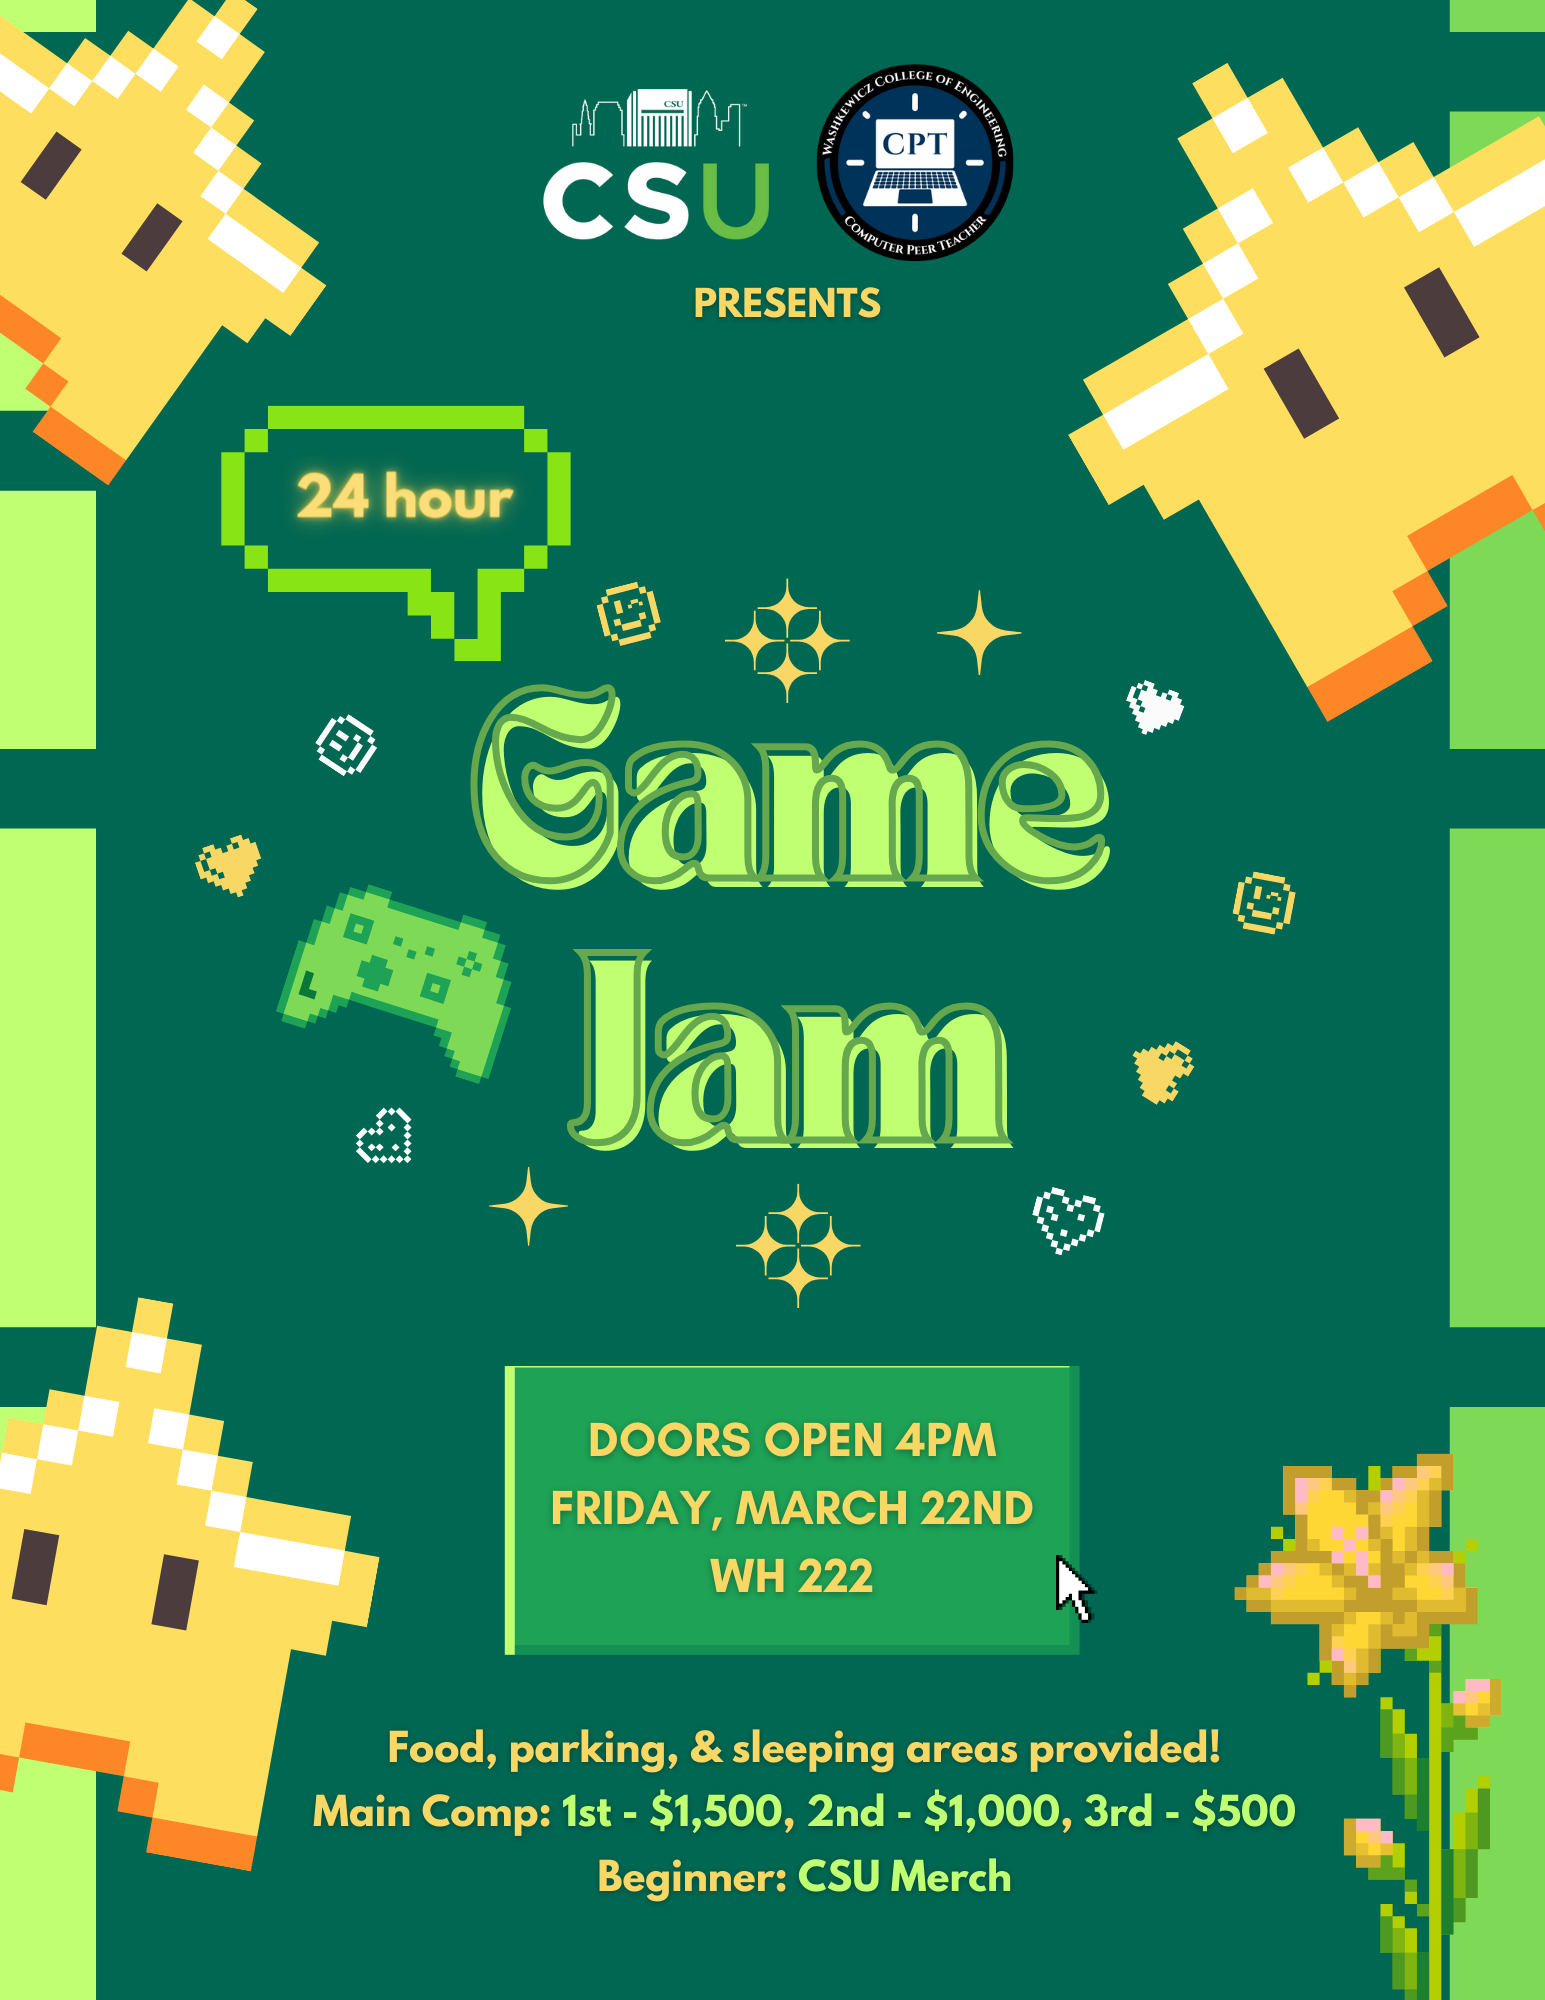 CSU
CSU
WASHKEWICZ COLLEGE OF ENGINEERING
CPT
COMPUTER PEER TEACHER
PRESENTS
24 hour
Game
Jam
DOORS OPEN 4PM
FRIDAY, MARCH 22ND
WH 222
Food, parking, & sleeping areas provided!
Main Comp: 1st - $1,500, 2nd - $1,000, 3rd - $500
Beginner: CSU Merch